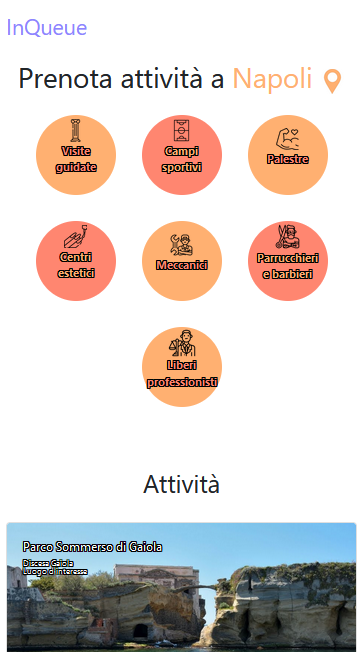 InQueue
Prenota attività a Napoli
Visite
guidate
Campi
sportivi
Palestre
Centri
estetici
Meccanici
Parrucchieri
e barbieri
Liberi
professionisti
Attività
Parco Sommerso di Gaiola
Discesa Gaiola
Luogo di interesse